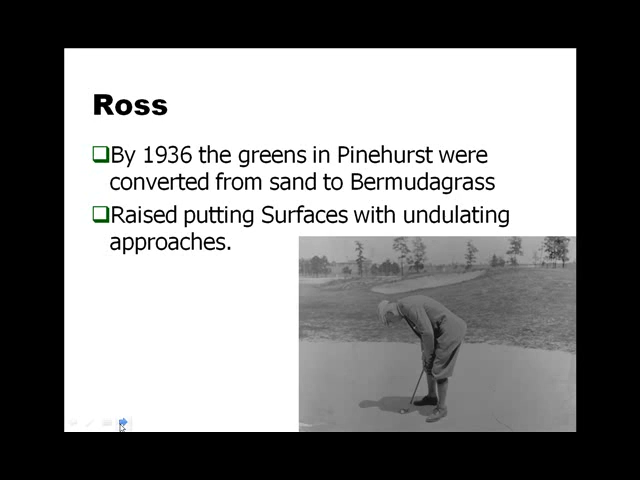 Ross
❑By 1936 the greens in Pinehurst were
converted from sand to Bermudagrass
❑Raised putting Surfaces with undulating
approaches.